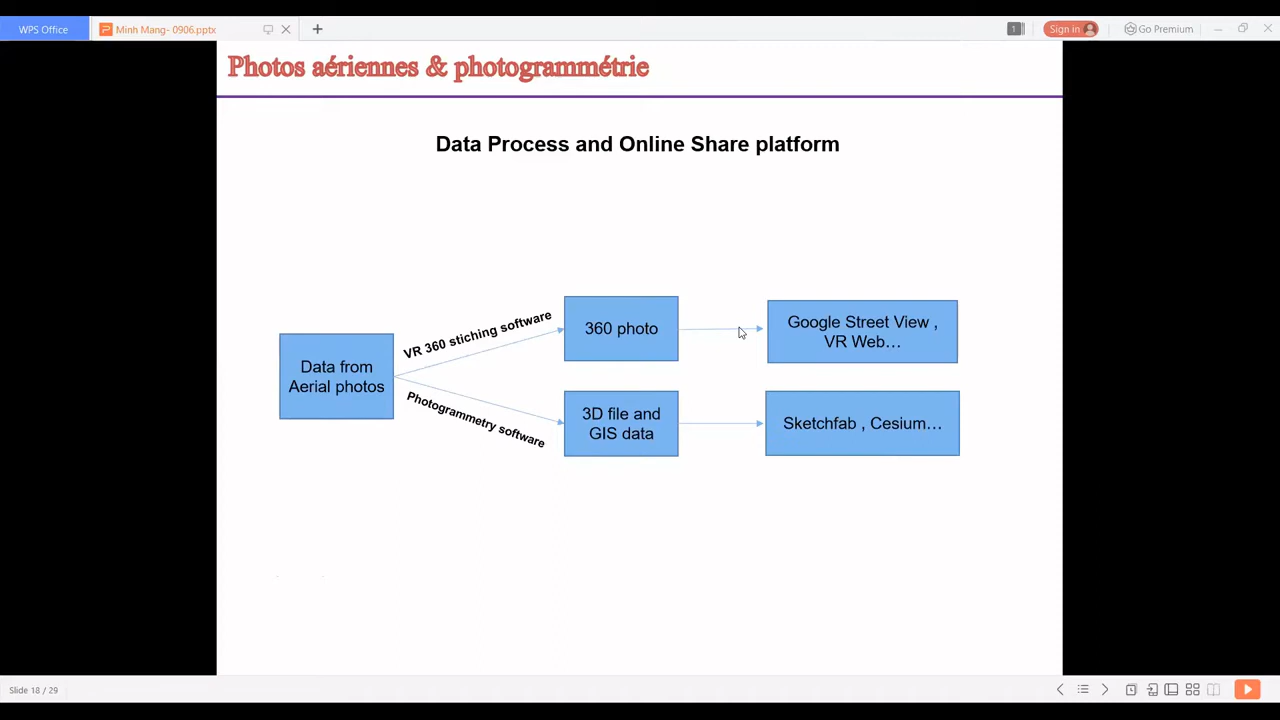 WPS Office
Minh Mang- 0906.pptx
1
Sign in
Go Premium
Photos aériennes & photogrammétrie
Data Process and Online Share platform
Data from
Aerial photos
VR 360 stiching software
Photogrammetry software
360 photo
3D file and
GIS data
Google Street View ,
VR Web…
Sketchfab , Cesium…
Slide 18 / 29